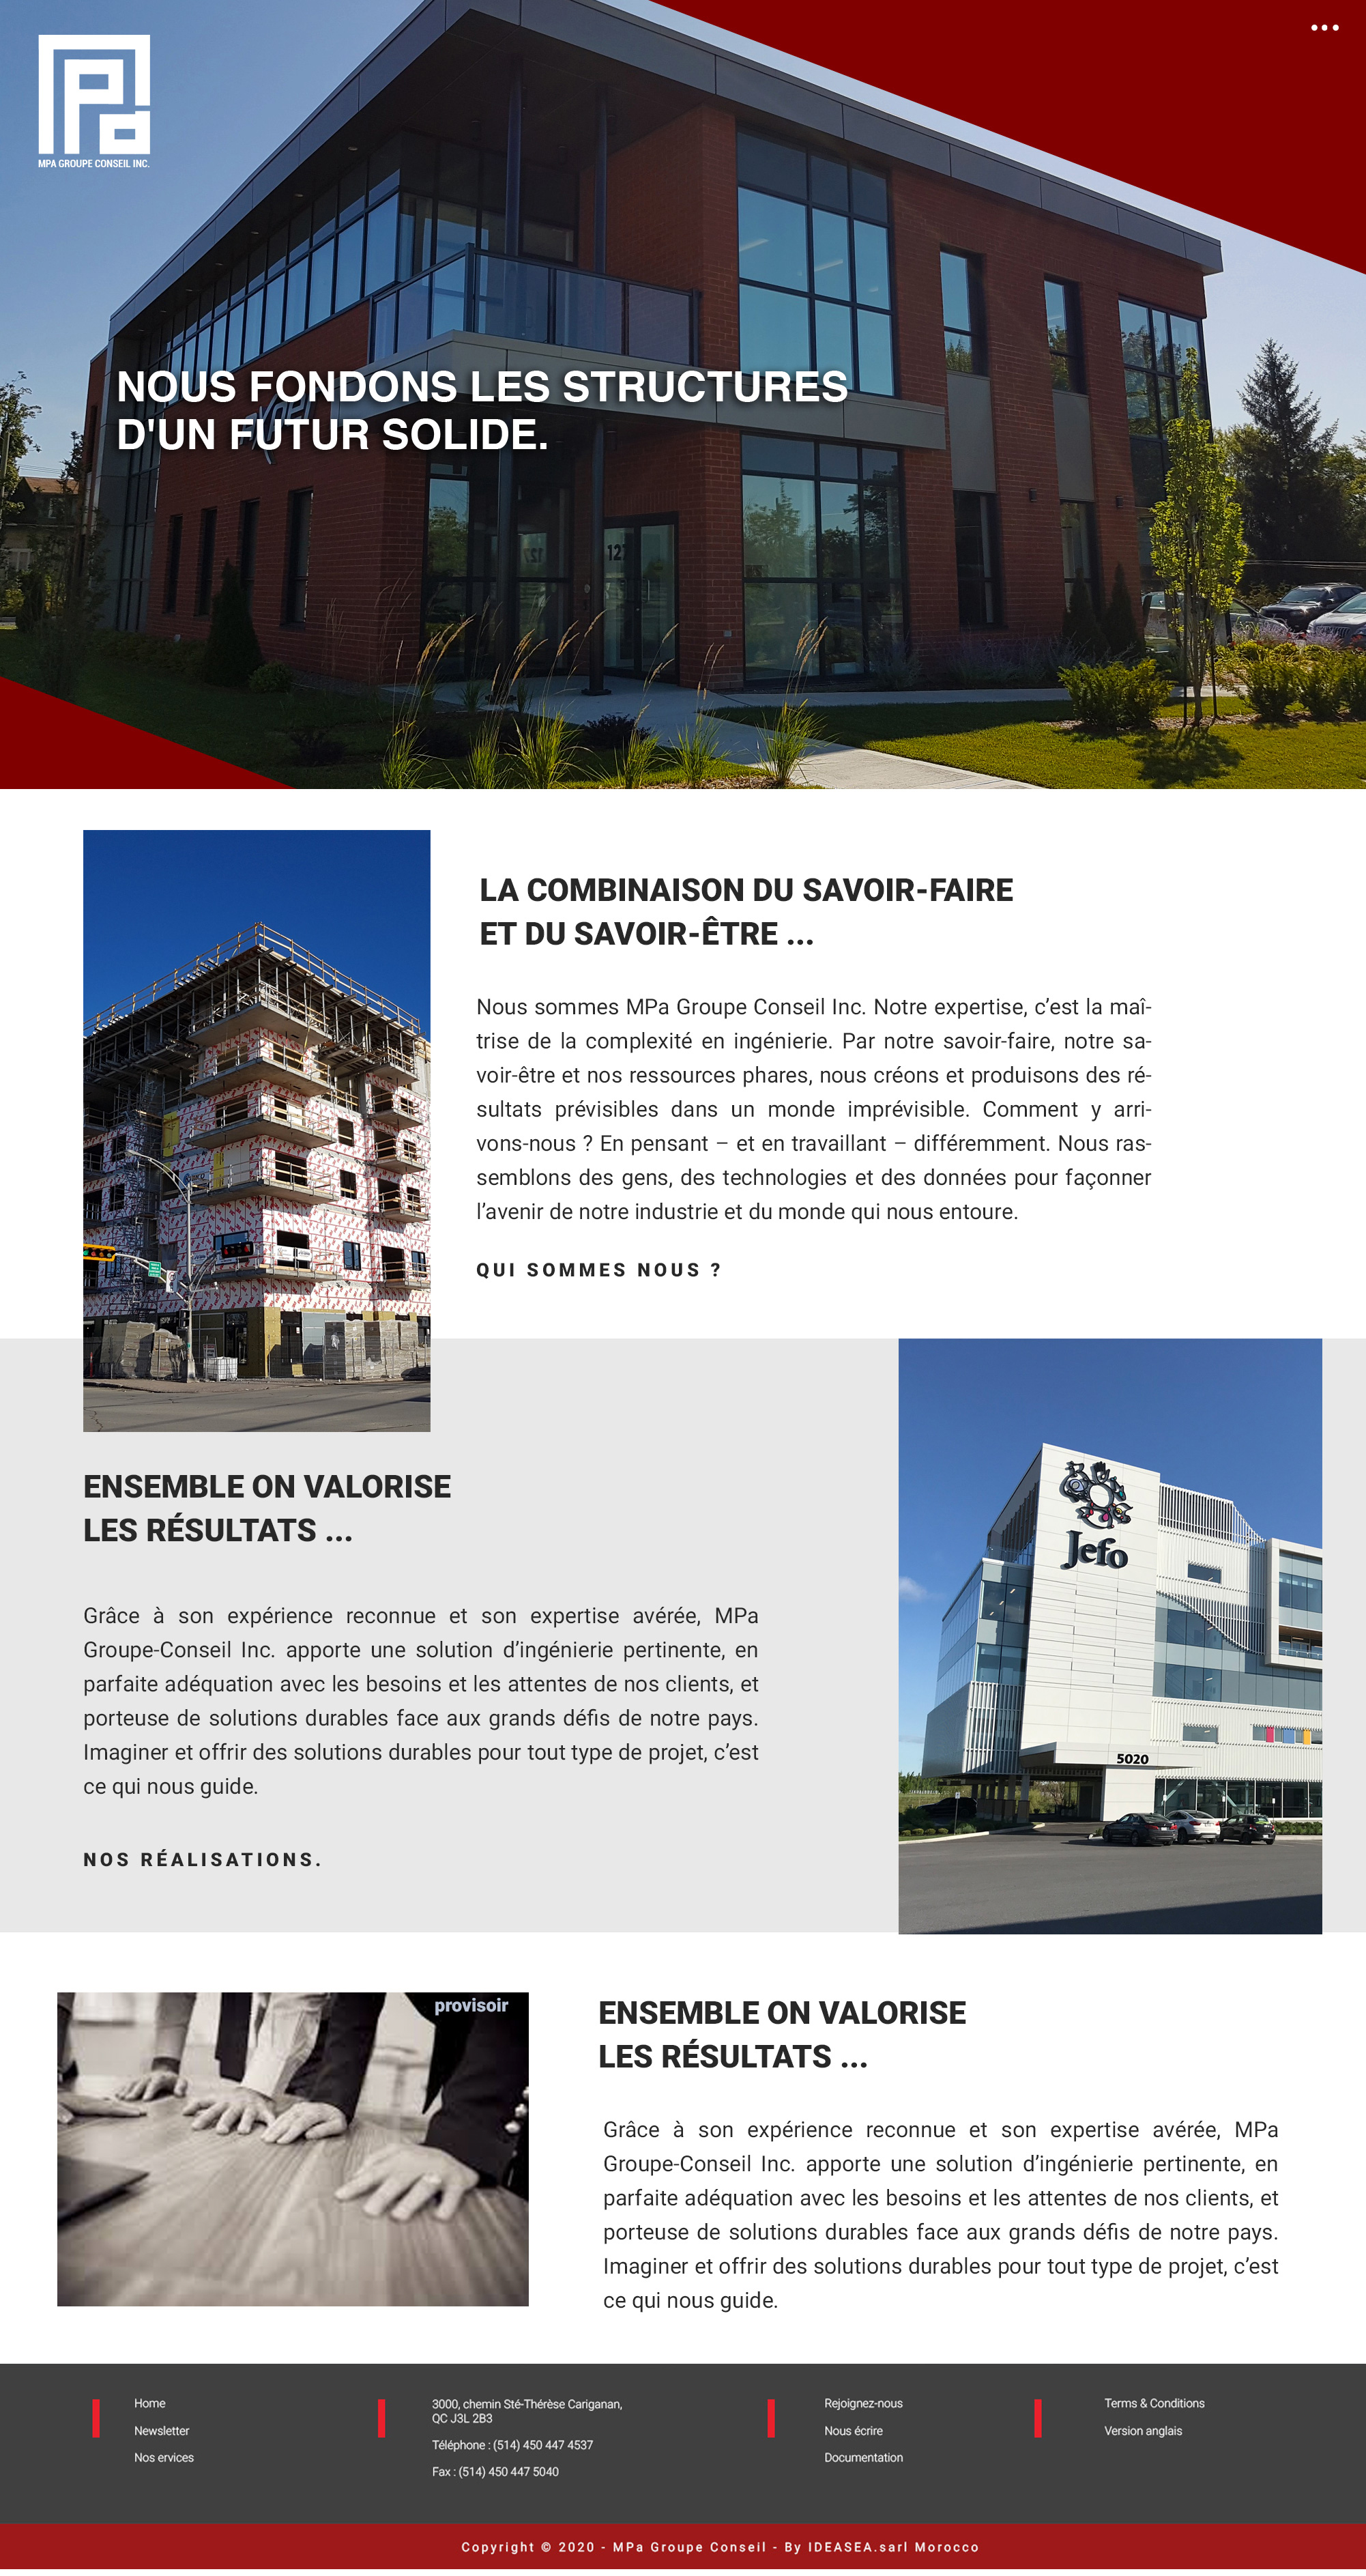 MPA GROUPE CONSEIL INC.
NOUS FONDONS LES STRUCTURES
D'UN FUTUR SOLIDE.
127
LA COMBINAISON DU SAVOIR-FAIRE
ET DU SAVOIR-ÊTRE ...
Nous sommes MPa Groupe Conseil Inc. Notre expertise, c’est la maî-
trise de la complexité en ingénierie. Par notre savoir-faire, notre sa-
voir-être et nos ressources phares, nous créons et produisons des ré-
sultats prévisibles dans un monde imprévisible. Comment y arri-
vons-nous ? En pensant – et en travaillant – différemment. Nous ras-
semblons des gens, des technologies et des données pour façonner
l’avenir de notre industrie et du monde qui nous entoure.
QUI SOMMES NOUS ?
ENSEMBLE ON VALORISE
LES RÉSULTATS ...
Grâce à son expérience reconnue et son expertise avérée, MPa
Groupe-Conseil Inc. apporte une solution d’ingénierie pertinente, en
parfaite adéquation avec les besoins et les attentes de nos clients, et
porteuse de solutions durables face aux grands défis de notre pays.
Imaginer et offrir des solutions durables pour tout type de projet, c’est
ce qui nous guide.
NOS RÉALISATIONS.
Jefo
5020
provisoir
ENSEMBLE ON VALORISE
LES RÉSULTATS ...
Grâce à son expérience reconnue et son expertise avérée, MPa
Groupe-Conseil Inc. apporte une solution d’ingénierie pertinente, en
parfaite adéquation avec les besoins et les attentes de nos clients, et
porteuse de solutions durables face aux grands défis de notre pays.
Imaginer et offrir des solutions durables pour tout type de projet, c’est
ce qui nous guide.
Home
Newsletter
Nos ervices
3000, chemin Sté-Thérèse Cariganan,
QC J3L 2B3
Téléphone : (514) 450 447 4537
Fax : (514) 450 447 5040
Rejoignez-nous
Nous écrire
Documentation
Terms & Conditions
Version anglais
Copyright © 2020 - MPa Groupe Conseil - By IDEASEA.sarl Morocco